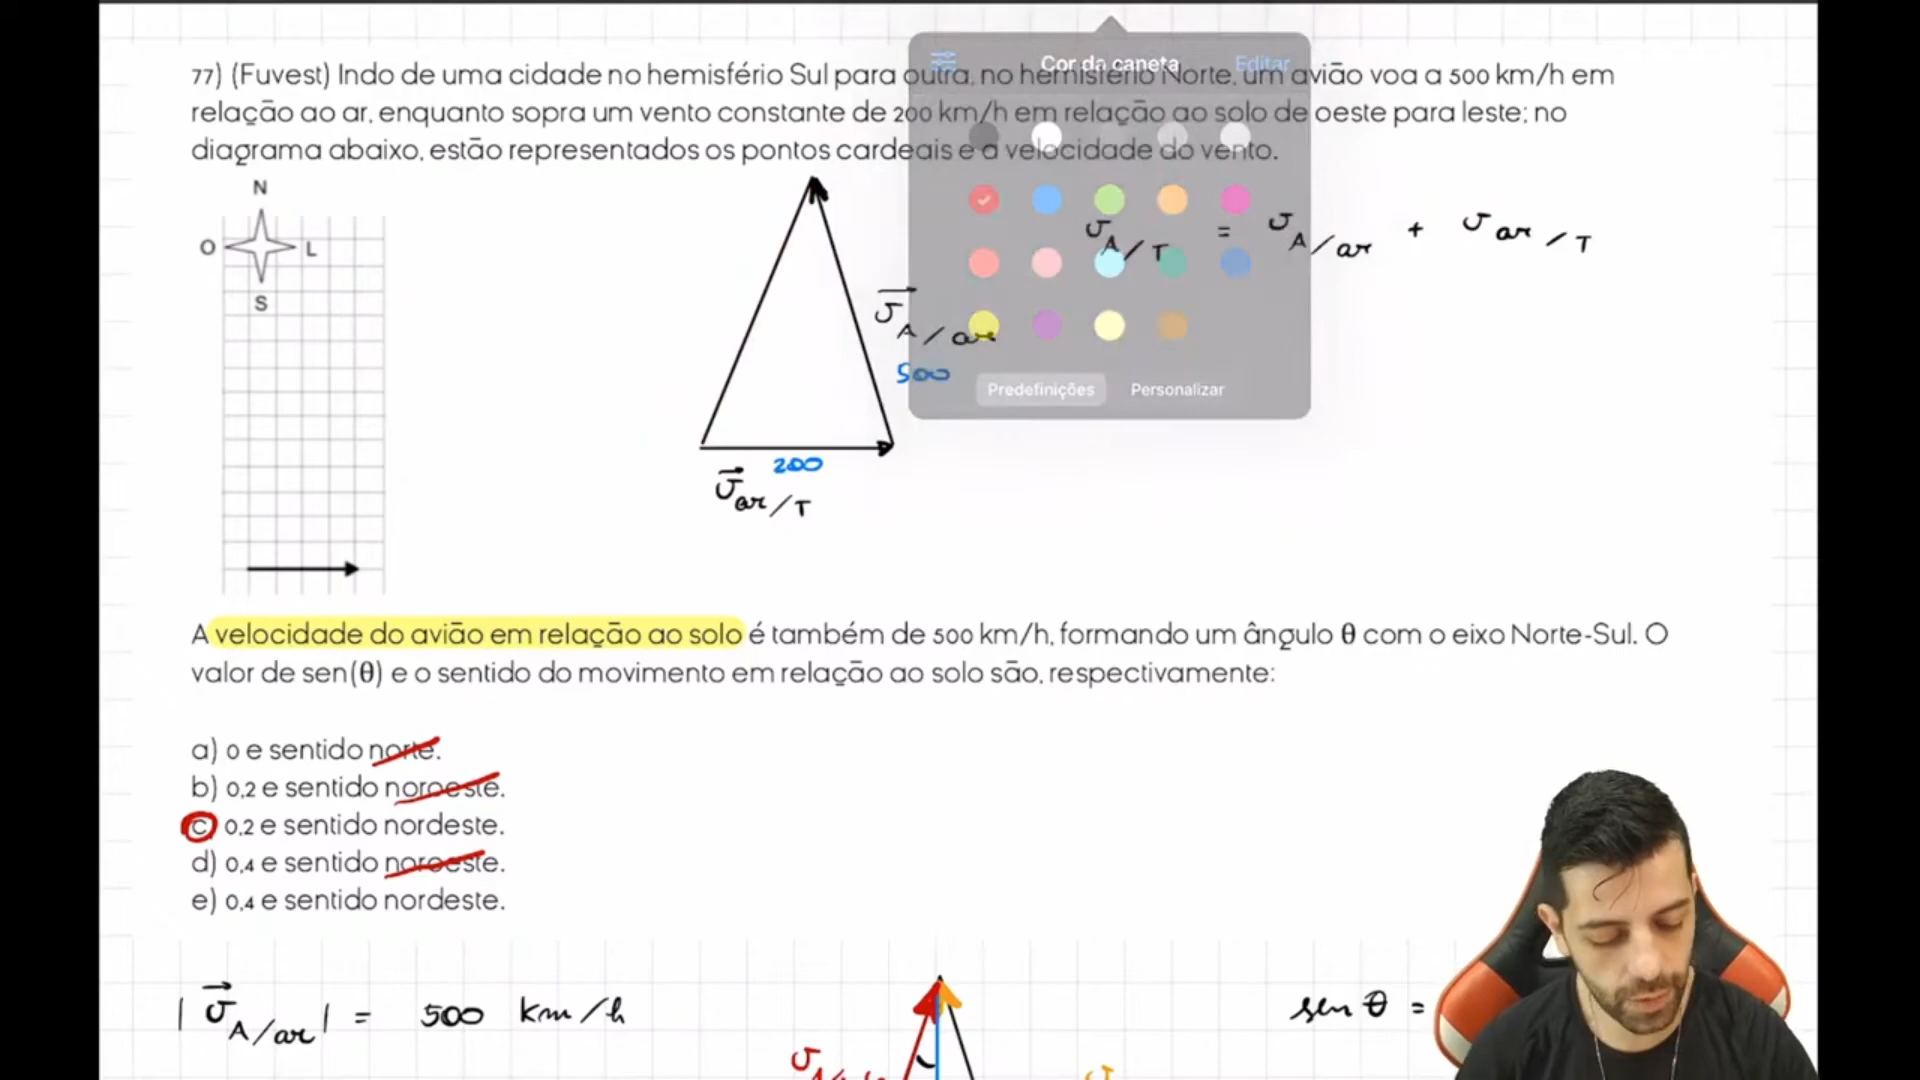 77) (Fuvest) Indo de uma cidade no hemisfério Sul para outra, no hemisfério Norte, um avião voa a 500 km/h em
relação ao ar, enquanto sopra um vento constante de 200 km/h em relação ao solo de oeste para leste; no
diagrama abaixo, estão representados os pontos cardeais e a velocidade do vento.
Cor da caneta
Editar
N
O L
S
v A/T = v A/ar + v ar/T
v A/ar
500
Predefinições Personalizar
200
v ar/T
A velocidade do avião em relação ao solo é também de 500 km/h, formando um ângulo θ com o eixo Norte-Sul. O
valor de sen(θ) e o sentido do movimento em relação ao solo são, respectivamente:
a) 0 e sentido norte.
b) 0,2 e sentido noroeste.
c) 0,2 e sentido nordeste.
d) 0,4 e sentido noroeste.
e) 0,4 e sentido nordeste.
|v A/ar| = 500 km/h
sen θ =